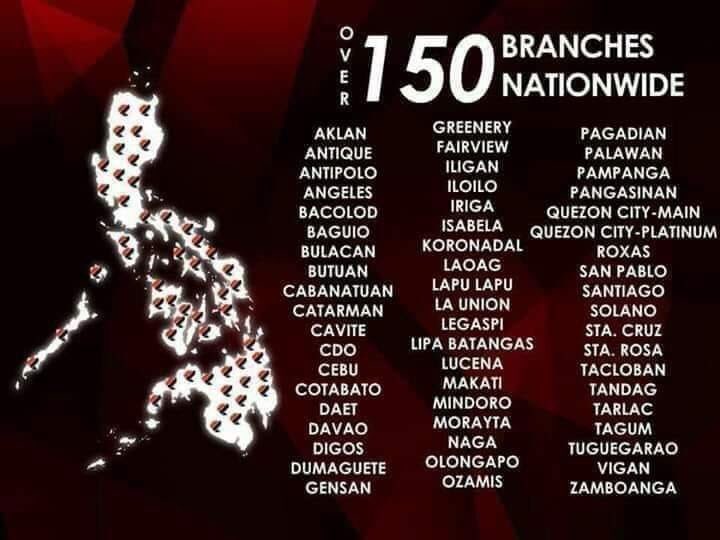 OVER
150
BRANCHES
NATIONWIDE
AKLAN
ANTIQUE
ANTIPOLO
ANGELES
BACOLOD
BAGUIO
BULACAN
BUTUAN
CABANATUAN
CATARMAN
CAVITE
CDO
CEBU
COTABATO
DAET
DAVAO
DIGOS
DUMAGUETE
GENSAN
GREENERY
FAIRVIEW
ILIGAN
ILOILO
IRIGA
ISABELA
KORONADAL
LAOAG
LAPU LAPU
LA UNION
LEGASPI
LIPA BATANGAS
LUCENA
MAKATI
MINDORO
MORAYTA
NAGA
OLONGAPO
OZAMIS
PAGADIAN
PALAWAN
PAMPANGA
PANGASINAN
QUEZON CITY-MAIN
QUEZON CITY-PLATINUM
ROXAS
SAN PABLO
SANTIAGO
SOLANO
STA. CRUZ
STA. ROSA
TACLOBAN
TANDAG
TARLAC
TAGUM
TUGUEGARAO
VIGAN
ZAMBOANGA